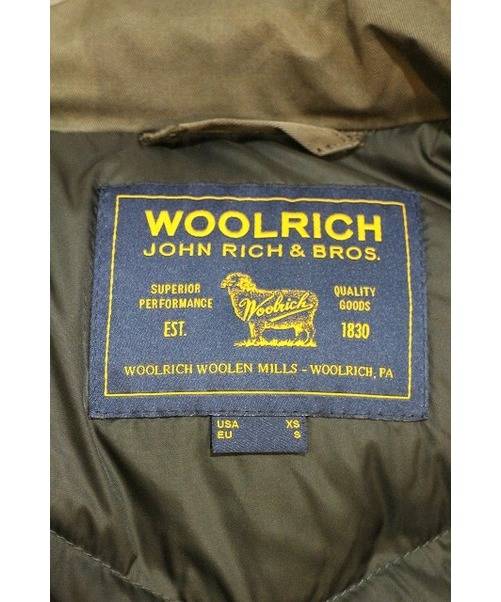 WOOLRICH
JOHN RICH & BROS.
SUPERIOR PERFORMANCE
Woolrich
QUALITY GOODS
EST. 1830
WOOLRICH WOOLEN MILLS - WOOLRICH, PA
USA XS
EU S